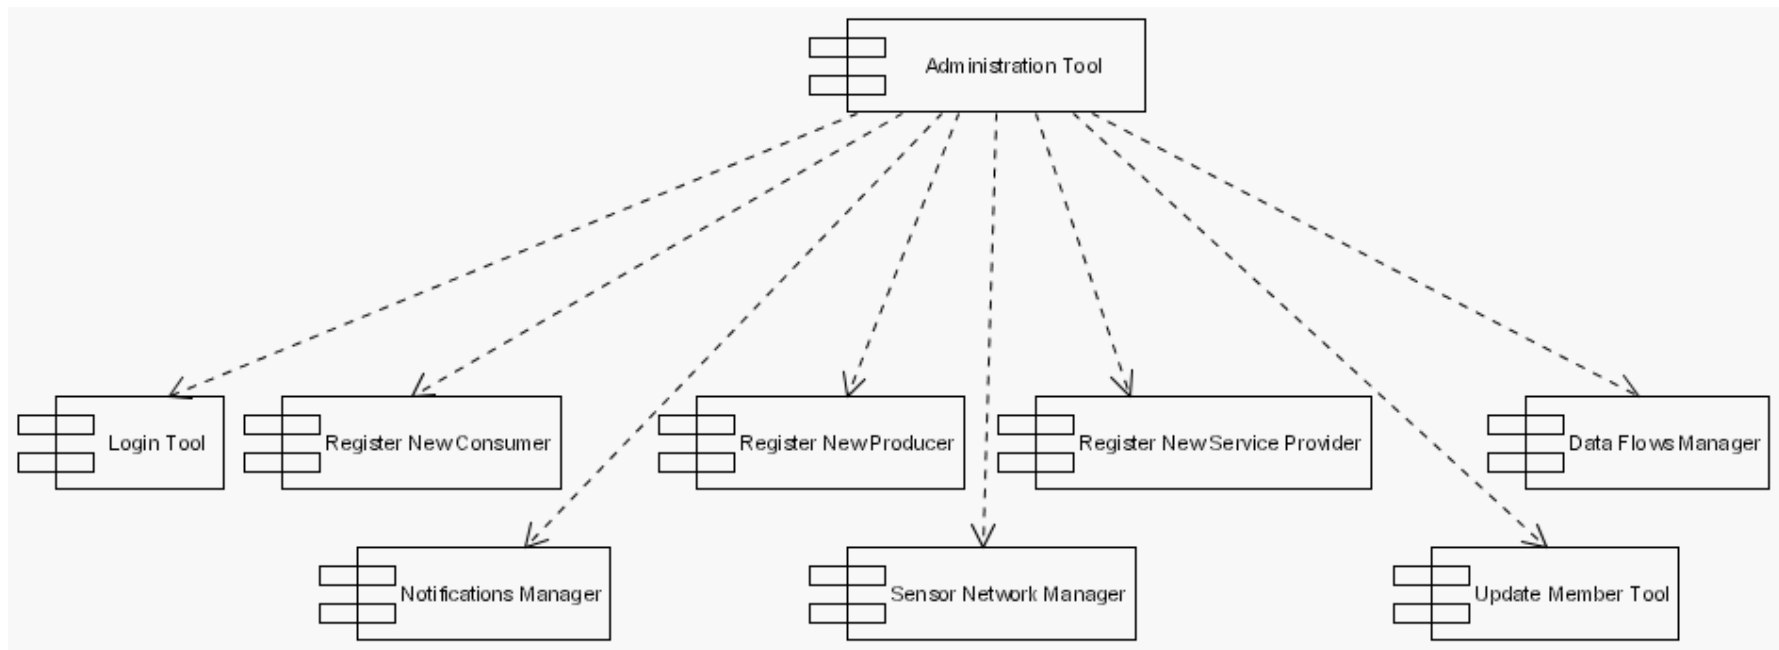 Administration Tool
Login Tool
Register New Consumer
Register New Producer
Register New Service Provider
Data Flows Manager
Notifications Manager
Sensor Network Manager
Update Member Tool